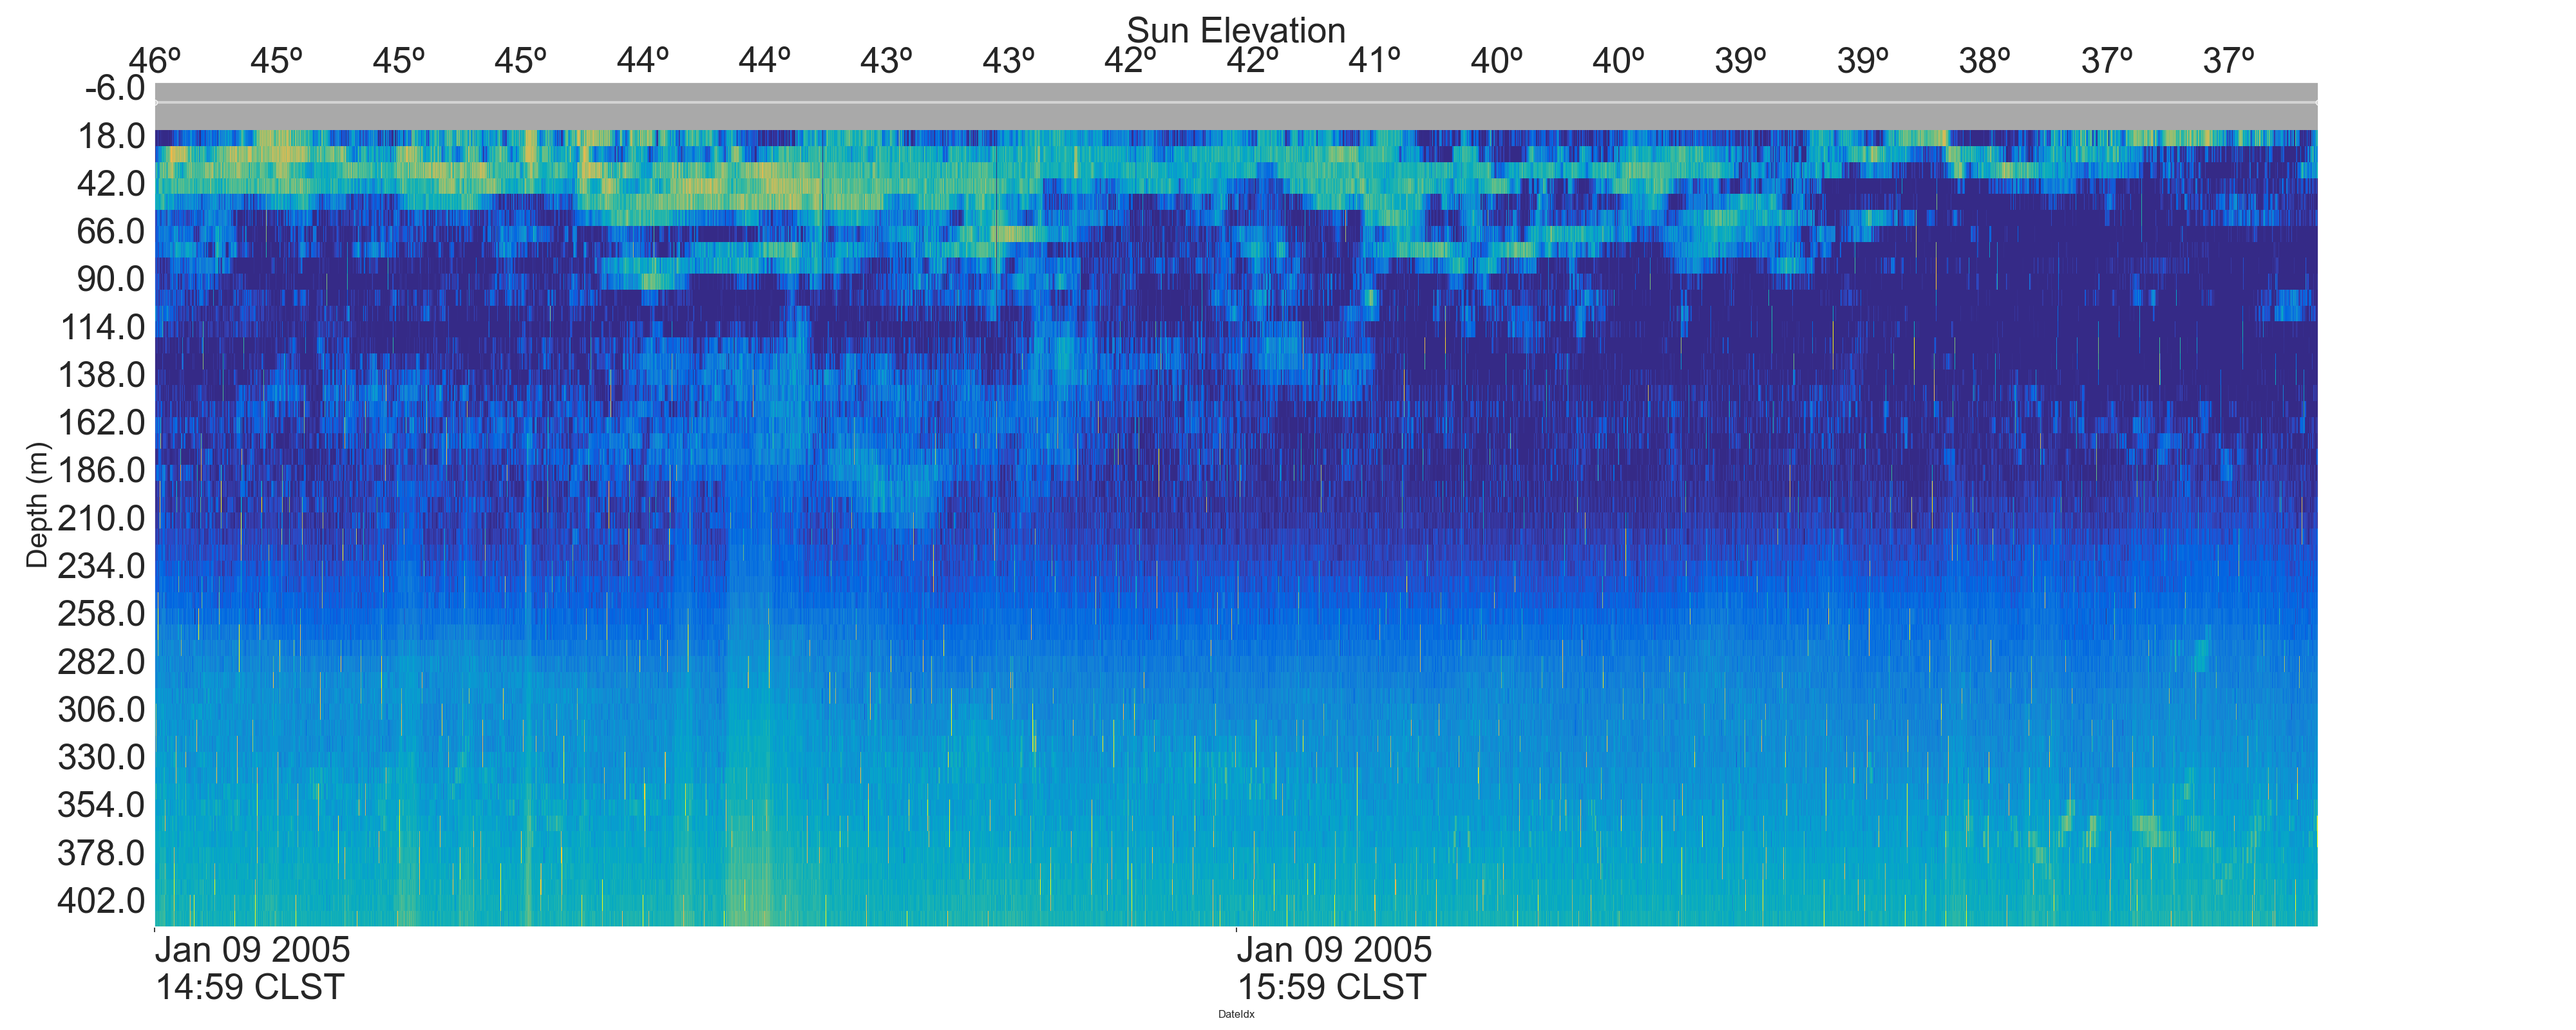 Sun Elevation
46º 45º 45º 45º 44º 44º 43º 43º 42º 42º 41º 40º 40º 39º 39º 38º 37º 37º
-6.0
18.0
42.0
66.0
90.0
114.0
138.0
162.0
186.0
210.0
234.0
258.0
282.0
306.0
330.0
354.0
378.0
402.0
Depth (m)
Jan 09 2005
14:59 CLST
Jan 09 2005
15:59 CLST
DateIdx